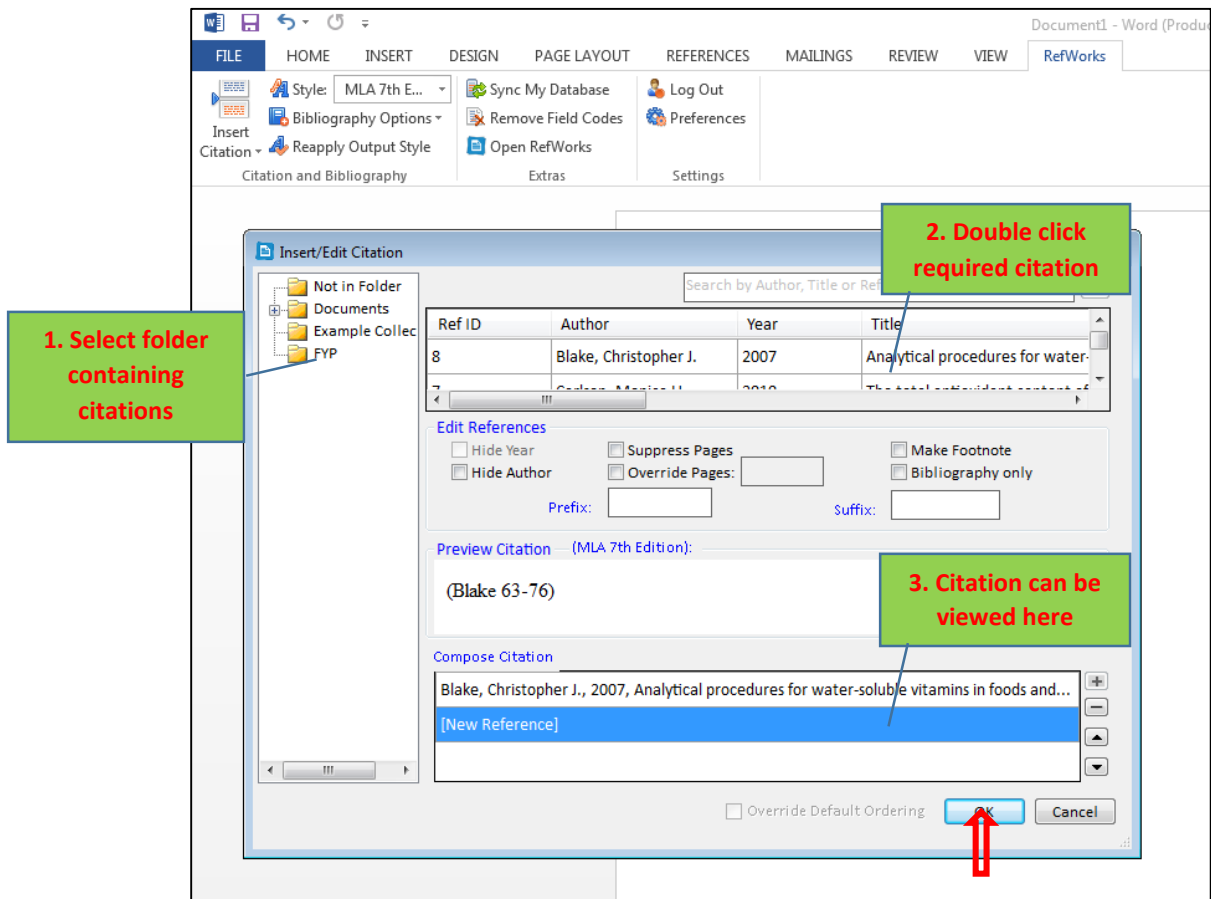 Document1 - Word (Produc
FILE HOME INSERT DESIGN PAGE LAYOUT REFERENCES MAILINGS REVIEW VIEW RefWorks
Insert Citation
Style: MLA 7th E...
Bibliography Options
Reapply Output Style
Citation and Bibliography
Sync My Database
Remove Field Codes
Open RefWorks
Extras
Log Out
Preferences
Settings
2. Double click
required citation
Insert/Edit Citation
1. Select folder
containing
citations
Not in Folder
Documents
Example Collec
FYP
Search by Author, Title or Ref
Ref ID Author Year Title
8 Blake, Christopher J. 2007 Analytical procedures for water-
Edit References
Hide Year Suppress Pages Make Footnote
Hide Author Override Pages: Bibliography only
Prefix: Suffix:
Preview Citation (MLA 7th Edition):
(Blake 63-76)
3. Citation can be
viewed here
Compose Citation
Blake, Christopher J., 2007, Analytical procedures for water-soluble vitamins in foods and...
[New Reference]
Override Default Ordering OK Cancel